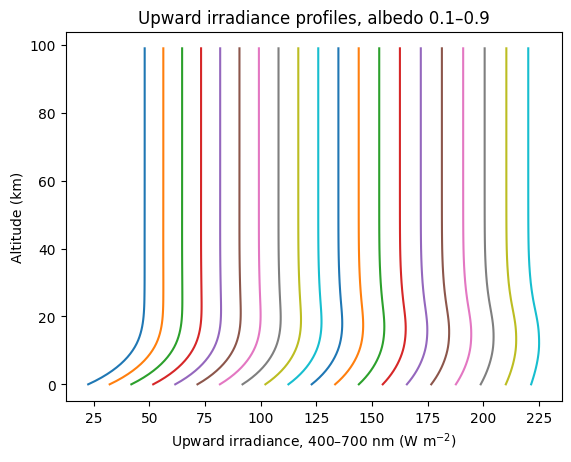 Upward irradiance profiles, albedo 0.1–0.9
100
80
60
40
20
0
Altitude (km)
25 50 75 100 125 150 175 200 225
Upward irradiance, 400–700 nm (W m⁻²)